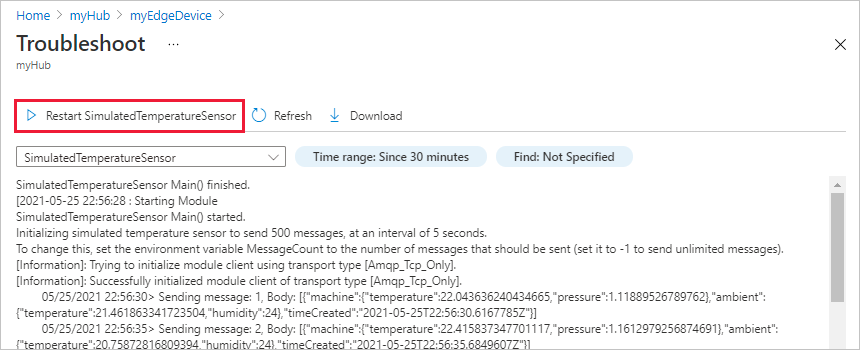 Home > myHub > myEdgeDevice >
Troubleshoot ...
myHub
Restart SimulatedTemperatureSensor Refresh Download
SimulatedTemperatureSensor Time range: Since 30 minutes Find: Not Specified
SimulatedTemperatureSensor Main() finished.
[2021-05-25 22:56:28 : Starting Module
SimulatedTemperatureSensor Main() started.
Initializing simulated temperature sensor to send 500 messages, at an interval of 5 seconds.
To change this, set the environment variable MessageCount to the number of messages that should be sent (set it to -1 to send unlimited messages).
[Information]: Trying to initialize module client using transport type [Amqp_Tcp_Only].
[Information]: Successfully initialized module client of transport type [Amqp_Tcp_Only].
05/25/2021 22:56:30> Sending message: 1, Body: [{"machine":{"temperature":22.043636240434665,"pressure":1.11889526789762},"ambient":
{"temperature":21.461863341723504,"humidity":24},"timeCreated":"2021-05-25T22:56:30.6167785Z"}]
05/25/2021 22:56:35> Sending message: 2, Body: [{"machine":{"temperature":22.415837347701117,"pressure":1.1612979256874691},"ambient":
{"temperature":20.75872816809394,"humidity":24},"timeCreated":"2021-05-25T22:56:35.6849607Z"}]